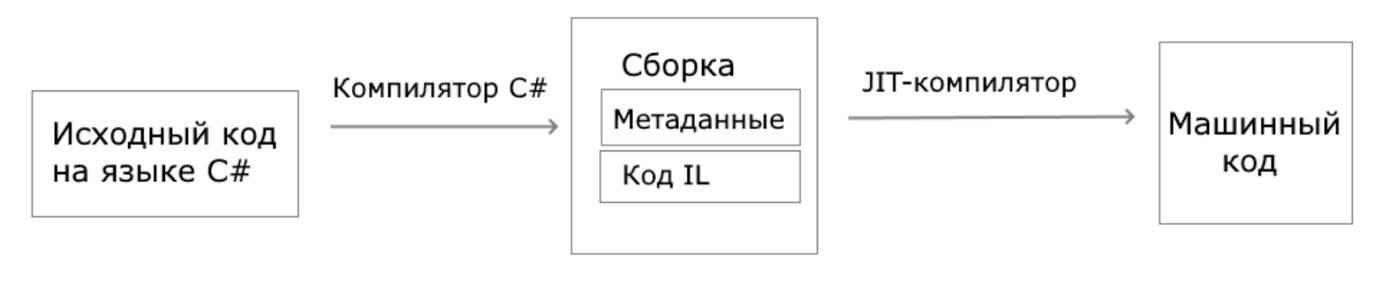 Исходный код
на языке C#
Компилятор C#
Сборка
Метаданные
Код IL
JIT-компилятор
Машинный
код